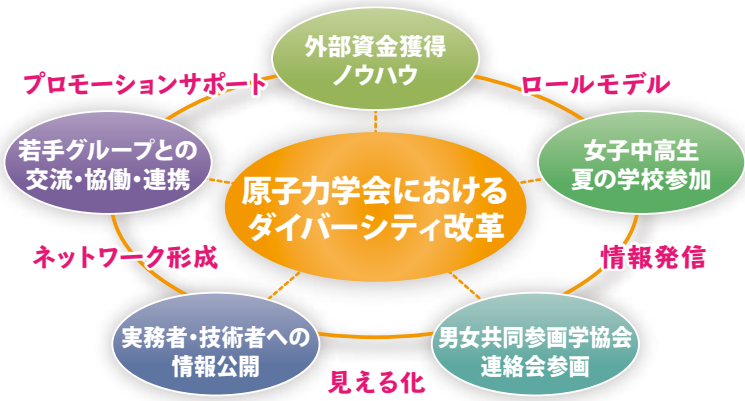 外部資金獲得
ノウハウ
プロモーションサポート
ロールモデル
若手グループとの
交流・協働・連携
女子中高生
夏の学校参加
原子力学会における
ダイバーシティ改革
ネットワーク形成
情報発信
実務者・技術者への
情報公開
男女共同参画学協会
連絡会参画
見える化